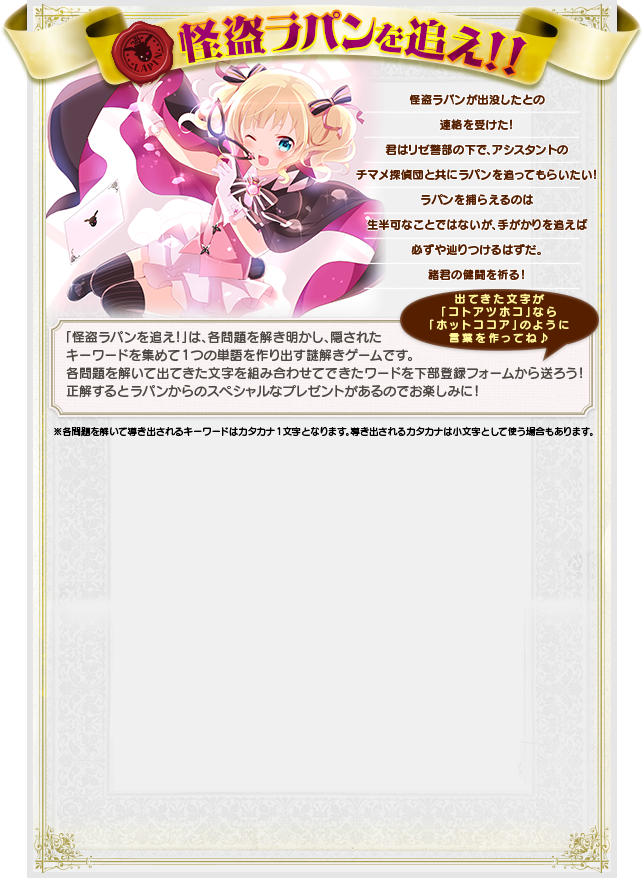 怪盗ラパンを追え!!
LAPIN
怪盗ラパンが出没したとの
連絡を受けた!
君はリゼ警部の下で、アシスタントの
チマメ探偵団と共にラパンを追ってもらいたい!
ラパンを捕らえるのは
生半可なことではないが、手がかりを追えば
必ずや辿りつけるはずだ。
諸君の健闘を祈る!
出てきた文字が
「コトアツホコ」なら
「ホットココア」のように
言葉を作ってね♪
「怪盗ラパンを追え!」は、各問題を解き明かし、隠された
キーワードを集めて1つの単語を作り出す謎解きゲームです。
各問題を解いて出てきた文字を組み合わせてできたワードを下部登録フォームから送ろう!
正解するとラパンからのスペシャルなプレゼントがあるのでお楽しみに!
※各問題を解いて導き出されるキーワードはカタカナ1文字となります。導き出されるカタカナは小文字として使う場合もあります。